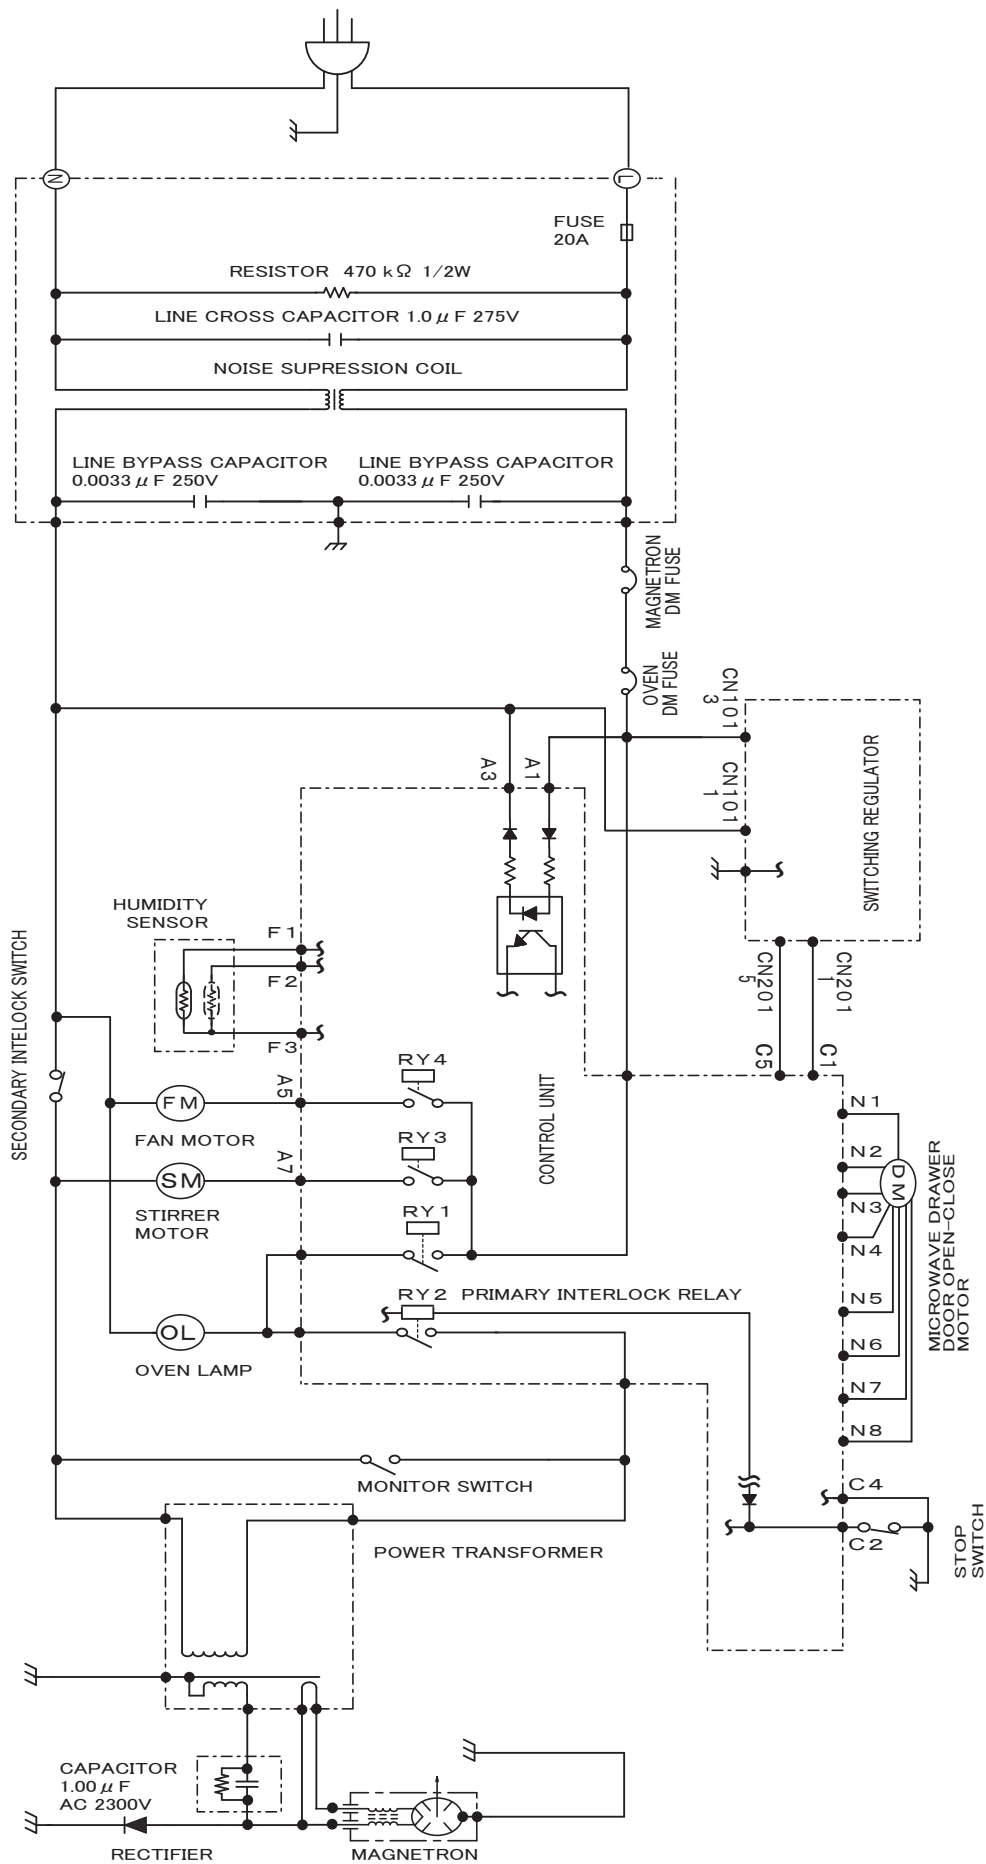 N
L
FUSE
20A
RESISTOR 470 kΩ 1/2W
LINE CROSS CAPACITOR 1.0 μ F 275V
NOISE SUPRESSION COIL
LINE BYPASS CAPACITOR
0.0033 μ F 250V
LINE BYPASS CAPACITOR
0.0033 μ F 250V
MAGNETRON
DM FUSE
OVEN
DM FUSE
CN101
3
CN101
1
SWITCHING REGULATOR
A3
A1
HUMIDITY
SENSOR
F1
F2
F3
CN201
5
CN201
1
C5
C1
SECONDARY INTELOCK SWITCH
CONTROL UNIT
RY4
A5
FM
FAN MOTOR
RY3
A7
SM
STIRRER
MOTOR
RY1
RY2 PRIMARY INTERLOCK RELAY
OL
OVEN LAMP
N1
N2
N3
N4
N5
N6
N7
N8
DM
MICROWAVE DRAWER
DOOR OPEN-CLOSE
MOTOR
MONITOR SWITCH
C4
C2
STOP
SWITCH
POWER TRANSFORMER
CAPACITOR
1.00 μ F
AC 2300V
RECTIFIER
MAGNETRON